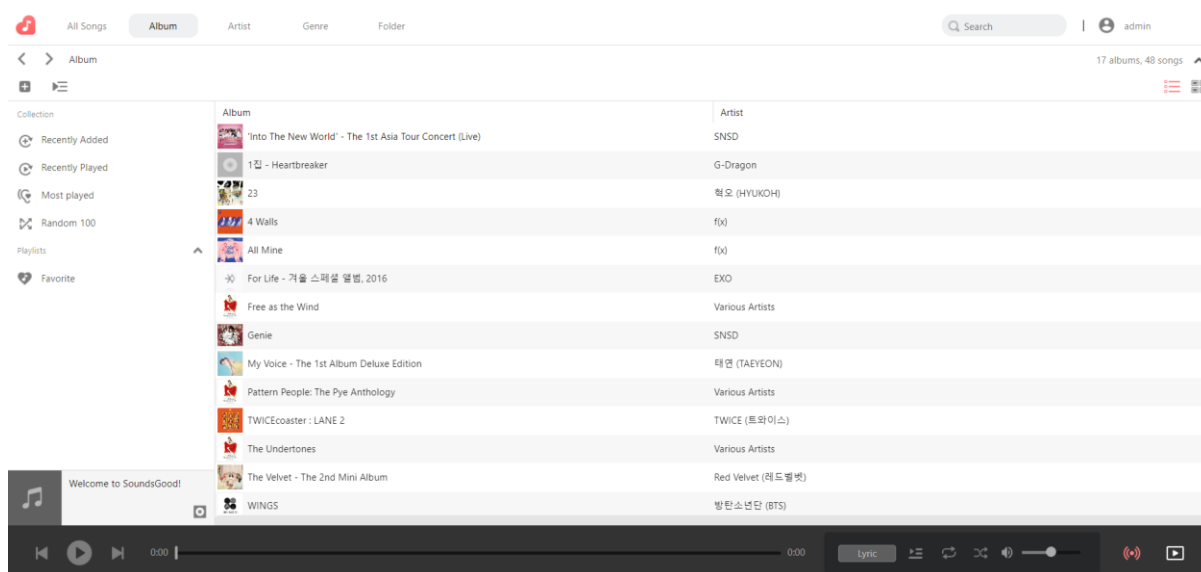 All Songs Album Artist Genre Folder Search | admin
Album 17 albums, 48 songs
Collection
Recently Added
Recently Played
Most played
Random 100
Playlists
Favorite
Album Artist
'Into The New World' - The 1st Asia Tour Concert (Live) SNSD
1집 - Heartbreaker G-Dragon
23 혁오 (HYUKOH)
4 Walls f(x)
All Mine f(x)
For Life - 겨울 스페셜 앨범, 2016 EXO
Free as the Wind Various Artists
Genie SNSD
My Voice - The 1st Album Deluxe Edition 태연 (TAEYEON)
Pattern People: The Pye Anthology Various Artists
TWICEcoaster : LANE 2 TWICE (트와이스)
The Undertones Various Artists
The Velvet - The 2nd Mini Album Red Velvet (레드벨벳)
WINGS 방탄소년단 (BTS)
Welcome to SoundsGood!
0:00 0:00 Lyric